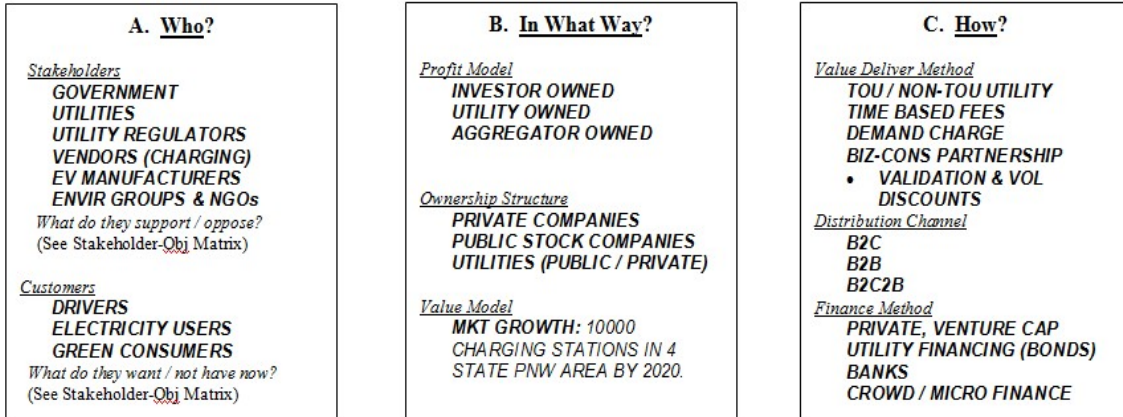 A. Who?
Stakeholders
GOVERNMENT
UTILITIES
UTILITY REGULATORS
VENDORS (CHARGING)
EV MANUFACTURERS
ENVIR GROUPS & NGOs
What do they support / oppose?
(See Stakeholder-Obj Matrix)
Customers
DRIVERS
ELECTRICITY USERS
GREEN CONSUMERS
What do they want / not have now?
(See Stakeholder-Obj Matrix)
B. In What Way?
Profit Model
INVESTOR OWNED
UTILITY OWNED
AGGREGATOR OWNED
Ownership Structure
PRIVATE COMPANIES
PUBLIC STOCK COMPANIES
UTILITIES (PUBLIC / PRIVATE)
Value Model
MKT GROWTH: 10000
CHARGING STATIONS IN 4
STATE PNW AREA BY 2020.
C. How?
Value Deliver Method
TOU / NON-TOU UTILITY
TIME BASED FEES
DEMAND CHARGE
BIZ-CONS PARTNERSHIP
• VALIDATION & VOL
DISCOUNTS
Distribution Channel
B2C
B2B
B2C2B
Finance Method
PRIVATE, VENTURE CAP
UTILITY FINANCING (BONDS)
BANKS
CROWD / MICRO FINANCE